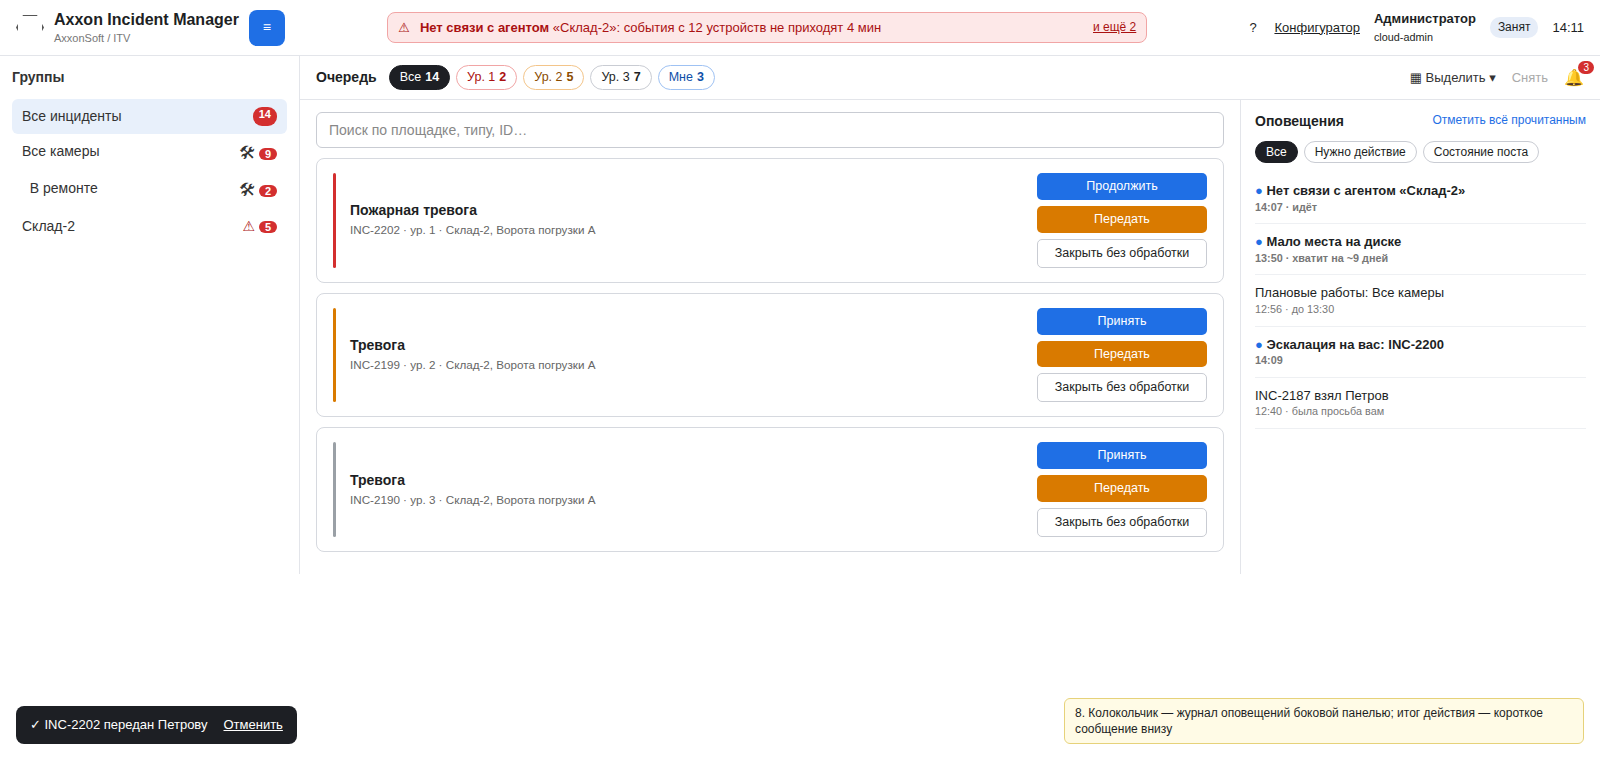 Axxon Incident Manager
AxxonSoft / ITV
≡
⚠ Нет связи с агентом «Склад-2»: события с 12 устройств не приходят 4 мин
и ещё 2
?
Конфигуратор
Администратор
cloud-admin
Занят
14:11
Группы
Все инциденты 14
Все камеры 🛠 9
В ремонте 🛠 2
Склад-2 ⚠ 5
Очередь
Все 14
Ур. 1 2
Ур. 2 5
Ур. 3 7
Мне 3
▦ Выделить ▾
Снять
🔔 3
Поиск по площадке, типу, ID…
Пожарная тревога
INC-2202 · ур. 1 · Склад-2, Ворота погрузки A
Продолжить
Передать
Закрыть без обработки
Тревога
INC-2199 · ур. 2 · Склад-2, Ворота погрузки A
Принять
Передать
Закрыть без обработки
Тревога
INC-2190 · ур. 3 · Склад-2, Ворота погрузки A
Принять
Передать
Закрыть без обработки
Оповещения
Отметить всё прочитанным
Все
Нужно действие
Состояние поста
● Нет связи с агентом «Склад-2»
14:07 · идёт
● Мало места на диске
13:50 · хватит на ~9 дней
Плановые работы: Все камеры
12:56 · до 13:30
● Эскалация на вас: INC-2200
14:09
INC-2187 взял Петров
12:40 · была просьба вам
✓ INC-2202 передан Петрову Отменить
8. Колокольчик — журнал оповещений боковой панелью; итог действия — короткое
сообщение внизу